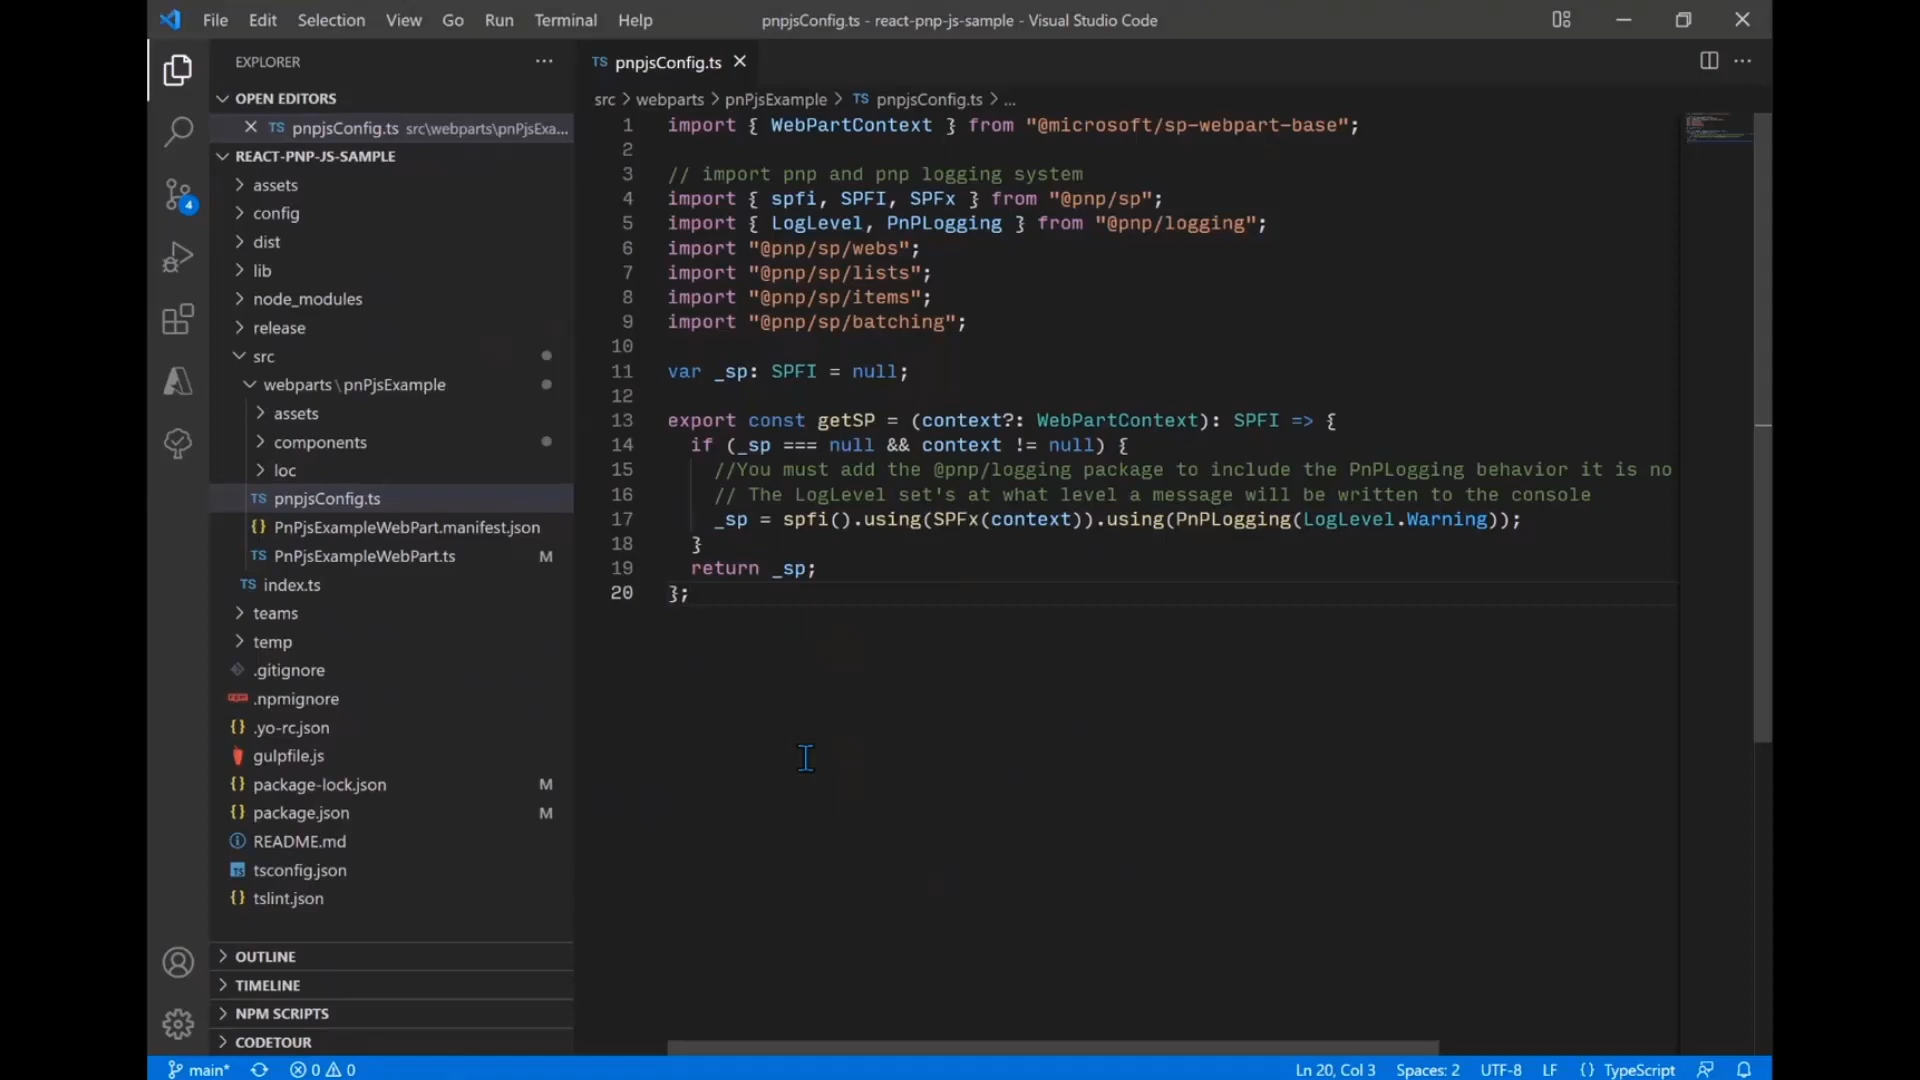 File Edit Selection View Go Run Terminal Help
pnpjsConfig.ts - react-pnp-js-sample - Visual Studio Code
EXPLORER
OPEN EDITORS
TS pnpjsConfig.ts src\webparts\pnPjsExa...
REACT-PNP-JS-SAMPLE
assets
config
dist
lib
node_modules
release
src
webparts\pnPjsExample
assets
components
loc
TS pnpjsConfig.ts
{} PnPjsExampleWebPart.manifest.json
TS PnPjsExampleWebPart.ts M
TS index.ts
teams
temp
.gitignore
npm .npmignore
{} .yo-rc.json
gulpfile.js
{} package-lock.json M
{} package.json M
README.md
TS tsconfig.json
{} tslint.json
OUTLINE
TIMELINE
NPM SCRIPTS
CODETOUR
4
TS pnpjsConfig.ts
src > webparts > pnPjsExample > TS pnpjsConfig.ts > ...
1 import { WebPartContext } from "@microsoft/sp-webpart-base";
2
3 // import pnp and pnp logging system
4 import { spfi, SPFI, SPFx } from "@pnp/sp";
5 import { LogLevel, PnPLogging } from "@pnp/logging";
6 import "@pnp/sp/webs";
7 import "@pnp/sp/lists";
8 import "@pnp/sp/items";
9 import "@pnp/sp/batching";
10
11 var _sp: SPFI = null;
12
13 export const getSP = (context?: WebPartContext): SPFI => {
14 if (_sp === null && context != null) {
15 //You must add the @pnp/logging package to include the PnPLogging behavior it is no
16 // The LogLevel set's at what level a message will be written to the console
17 _sp = spfi().using(SPFx(context)).using(PnPLogging(LogLevel.Warning));
18 }
19 return _sp;
20 };
main* 0 0
Ln 20, Col 3 Spaces: 2 UTF-8 LF {} TypeScript